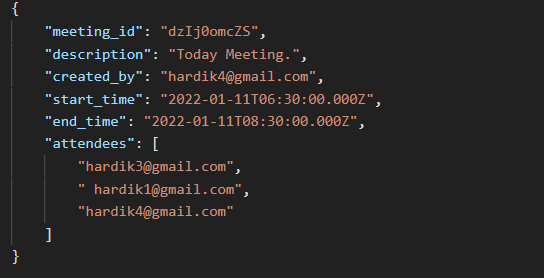 {
    "meeting_id": "dzIj0omcZS",
    "description": "Today Meeting.",
    "created_by": "hardik4@gmail.com",
    "start_time": "2022-01-11T06:30:00.000Z",
    "end_time": "2022-01-11T08:30:00.000Z",
    "attendees": [
        "hardik3@gmail.com",
        " hardik1@gmail.com",
        "hardik4@gmail.com"
    ]
}